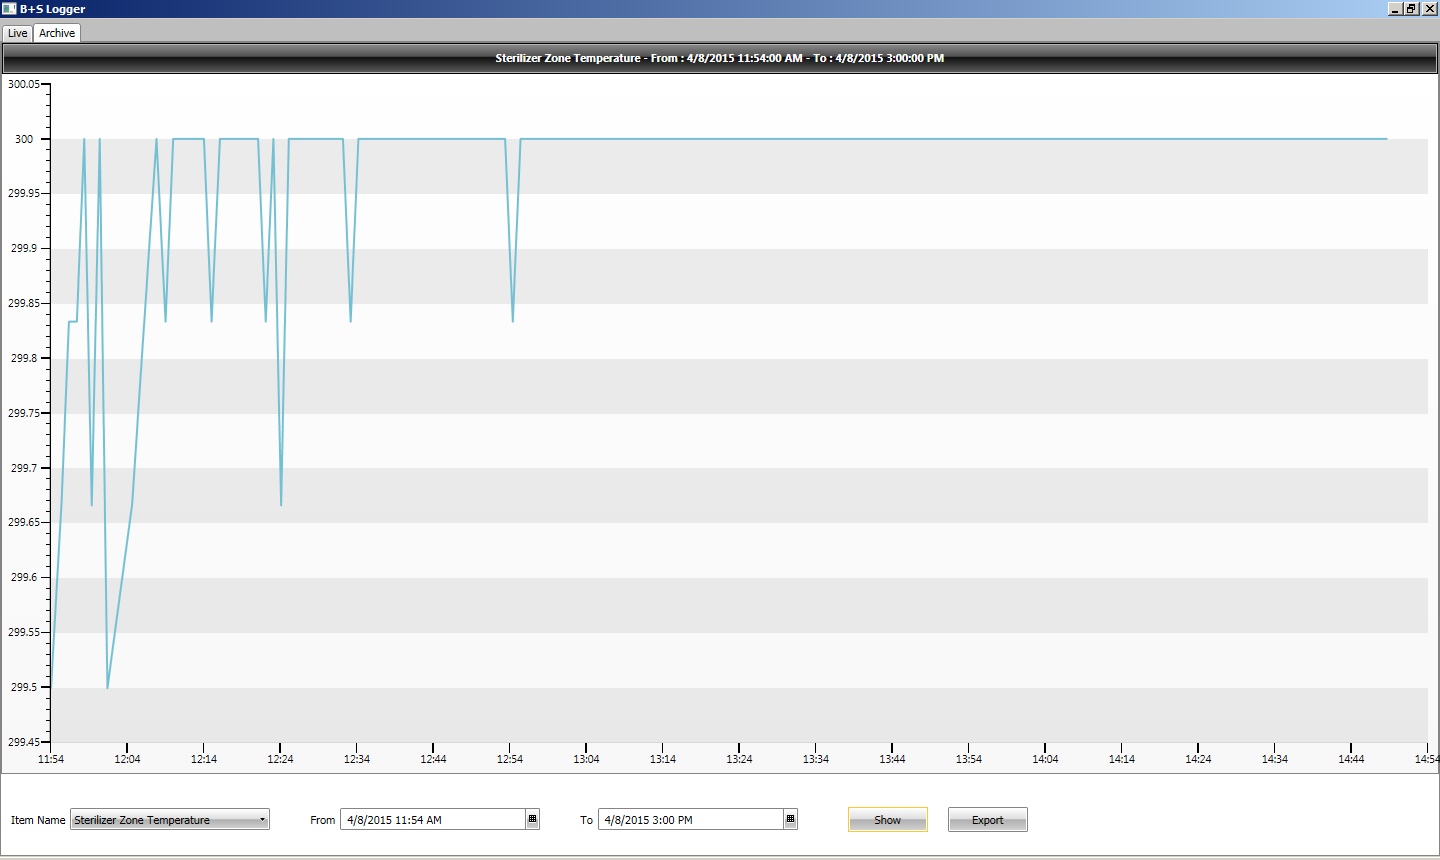 B+S Logger
Live Archive
Sterilizer Zone Temperature - From : 4/8/2015 11:54:00 AM - To : 4/8/2015 3:00:00 PM
300.05
300
299.95
299.9
299.85
299.8
299.75
299.7
299.65
299.6
299.55
299.5
299.45
11:54 12:04 12:14 12:24 12:34 12:44 12:54 13:04 13:14 13:24 13:34 13:44 13:54 14:04 14:14 14:24 14:34 14:44 14:54
Item Name Sterilizer Zone Temperature From 4/8/2015 11:54 AM To 4/8/2015 3:00 PM Show Export